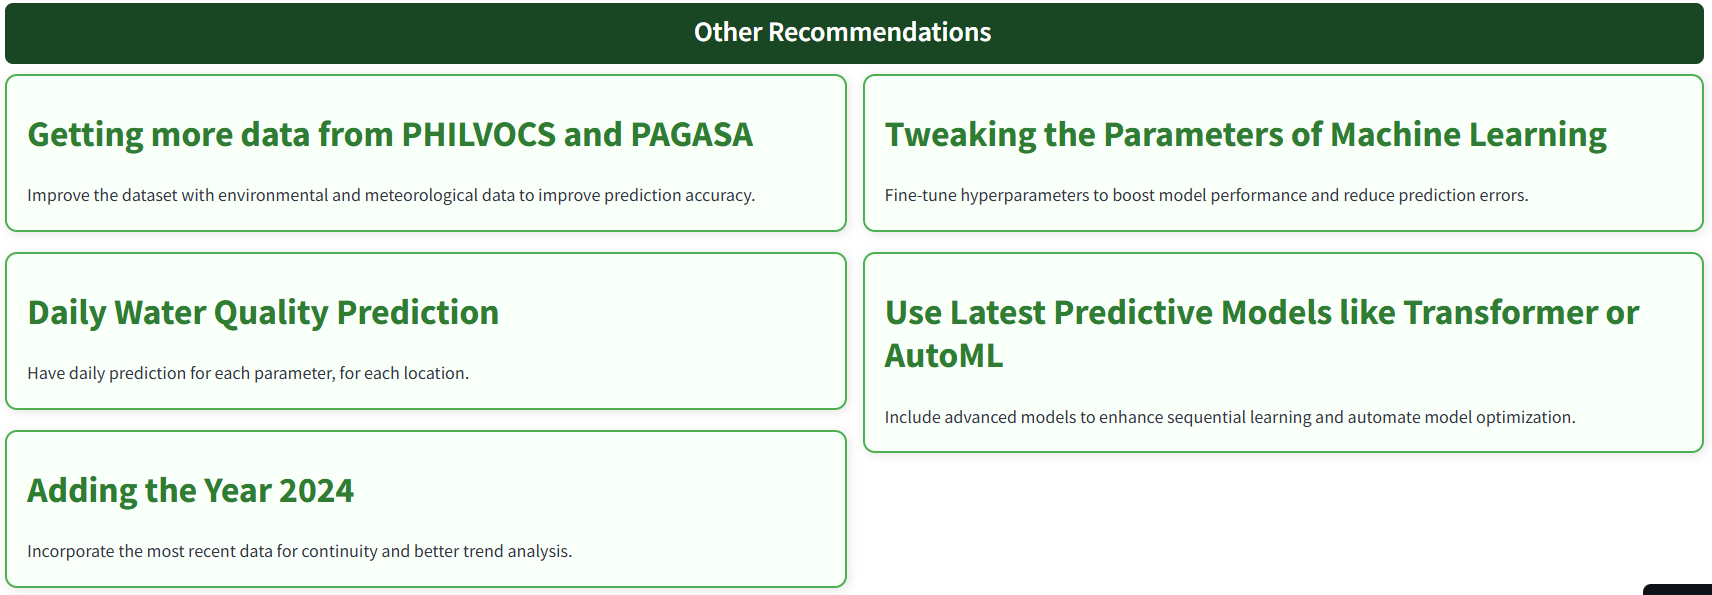 Other Recommendations
Getting more data from PHILVOCS and PAGASA
Improve the dataset with environmental and meteorological data to improve prediction accuracy.
Tweaking the Parameters of Machine Learning
Fine-tune hyperparameters to boost model performance and reduce prediction errors.
Daily Water Quality Prediction
Have daily prediction for each parameter, for each location.
Use Latest Predictive Models like Transformer or
AutoML
Include advanced models to enhance sequential learning and automate model optimization.
Adding the Year 2024
Incorporate the most recent data for continuity and better trend analysis.